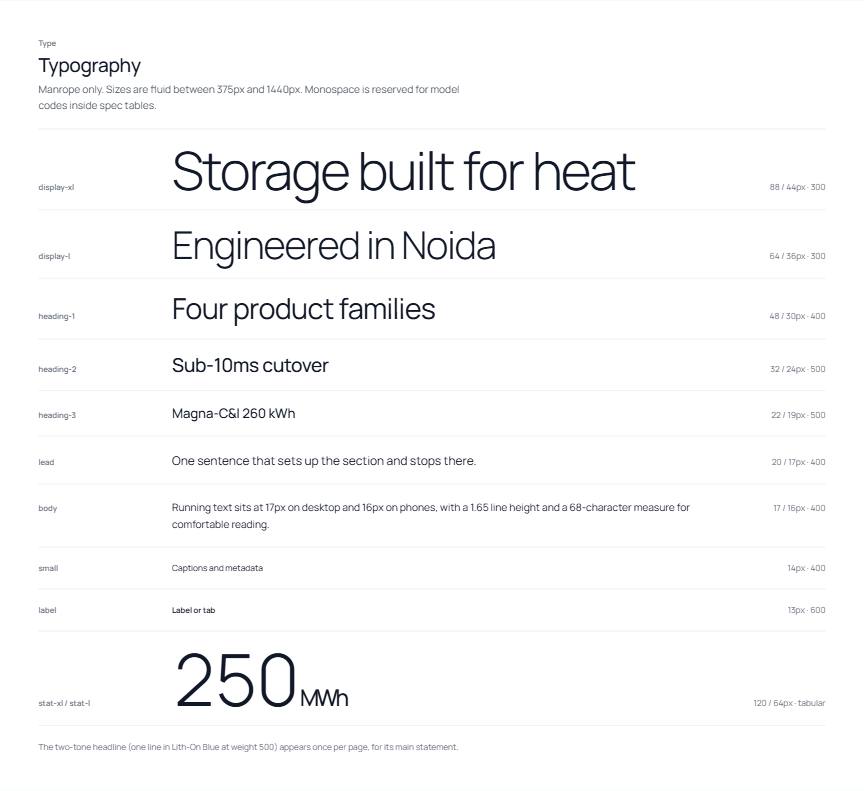 Type
Typography
Manrope only. Sizes are fluid between 375px and 1440px. Monospace is reserved for model
codes inside spec tables.
display-xl
Storage built for heat
88 / 44px · 300
display-l
Engineered in Noida
64 / 36px · 300
heading-1
Four product families
48 / 30px · 400
heading-2
Sub-10ms cutover
32 / 24px · 500
heading-3
Magna-C&I 260 kWh
22 / 19px · 500
lead
One sentence that sets up the section and stops there.
20 / 17px · 400
body
Running text sits at 17px on desktop and 16px on phones, with a 1.65 line height and a 68-character measure for
comfortable reading.
17 / 16px · 400
small
Captions and metadata
14px · 400
label
Label or tab
13px · 600
stat-xl / stat-l
250 MWh
120 / 64px · tabular
The two-tone headline (one line in Lith-On Blue at weight 500) appears once per page, for its main statement.